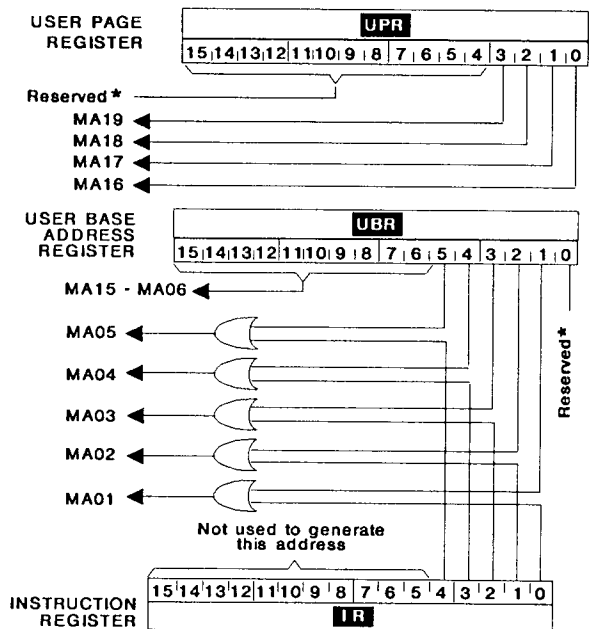 USER PAGE
REGISTER
UPR
15 14 13 12 11 10 9 8 7 6 5 4 3 2 1 0
Reserved*
MA19
MA18
MA17
MA16
USER BASE
ADDRESS
REGISTER
UBR
15 14 13 12 11 10 9 8 7 6 5 4 3 2 1 0
MA15 - MA06
MA05
MA04
MA03
MA02
MA01
Reserved*
Not used to generate
this address
15 14 13 12 11 10 9 8 7 6 5 4 3 2 1 0
INSTRUCTION
REGISTER
IR